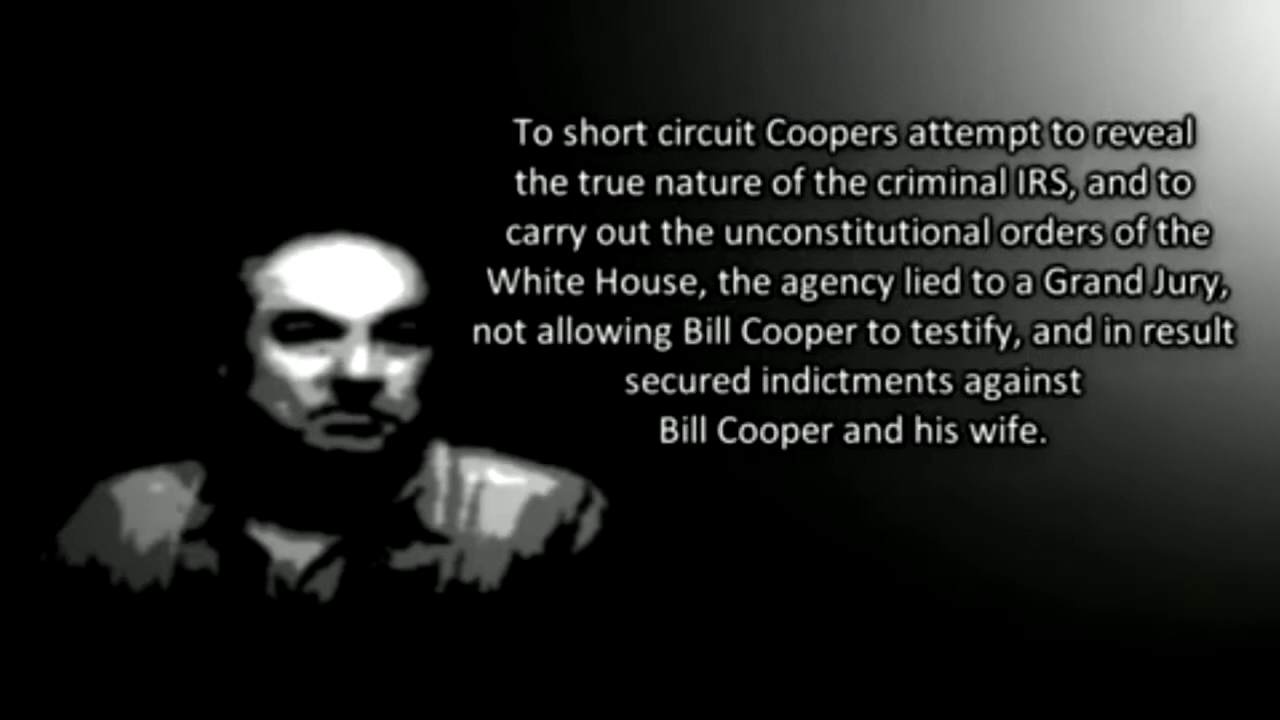 To short circuit Coopers attempt to reveal
the true nature of the criminal IRS, and to
carry out the unconstitutional orders of the
White House, the agency lied to a Grand Jury,
not allowing Bill Cooper to testify, and in result
secured indictments against
Bill Cooper and his wife.